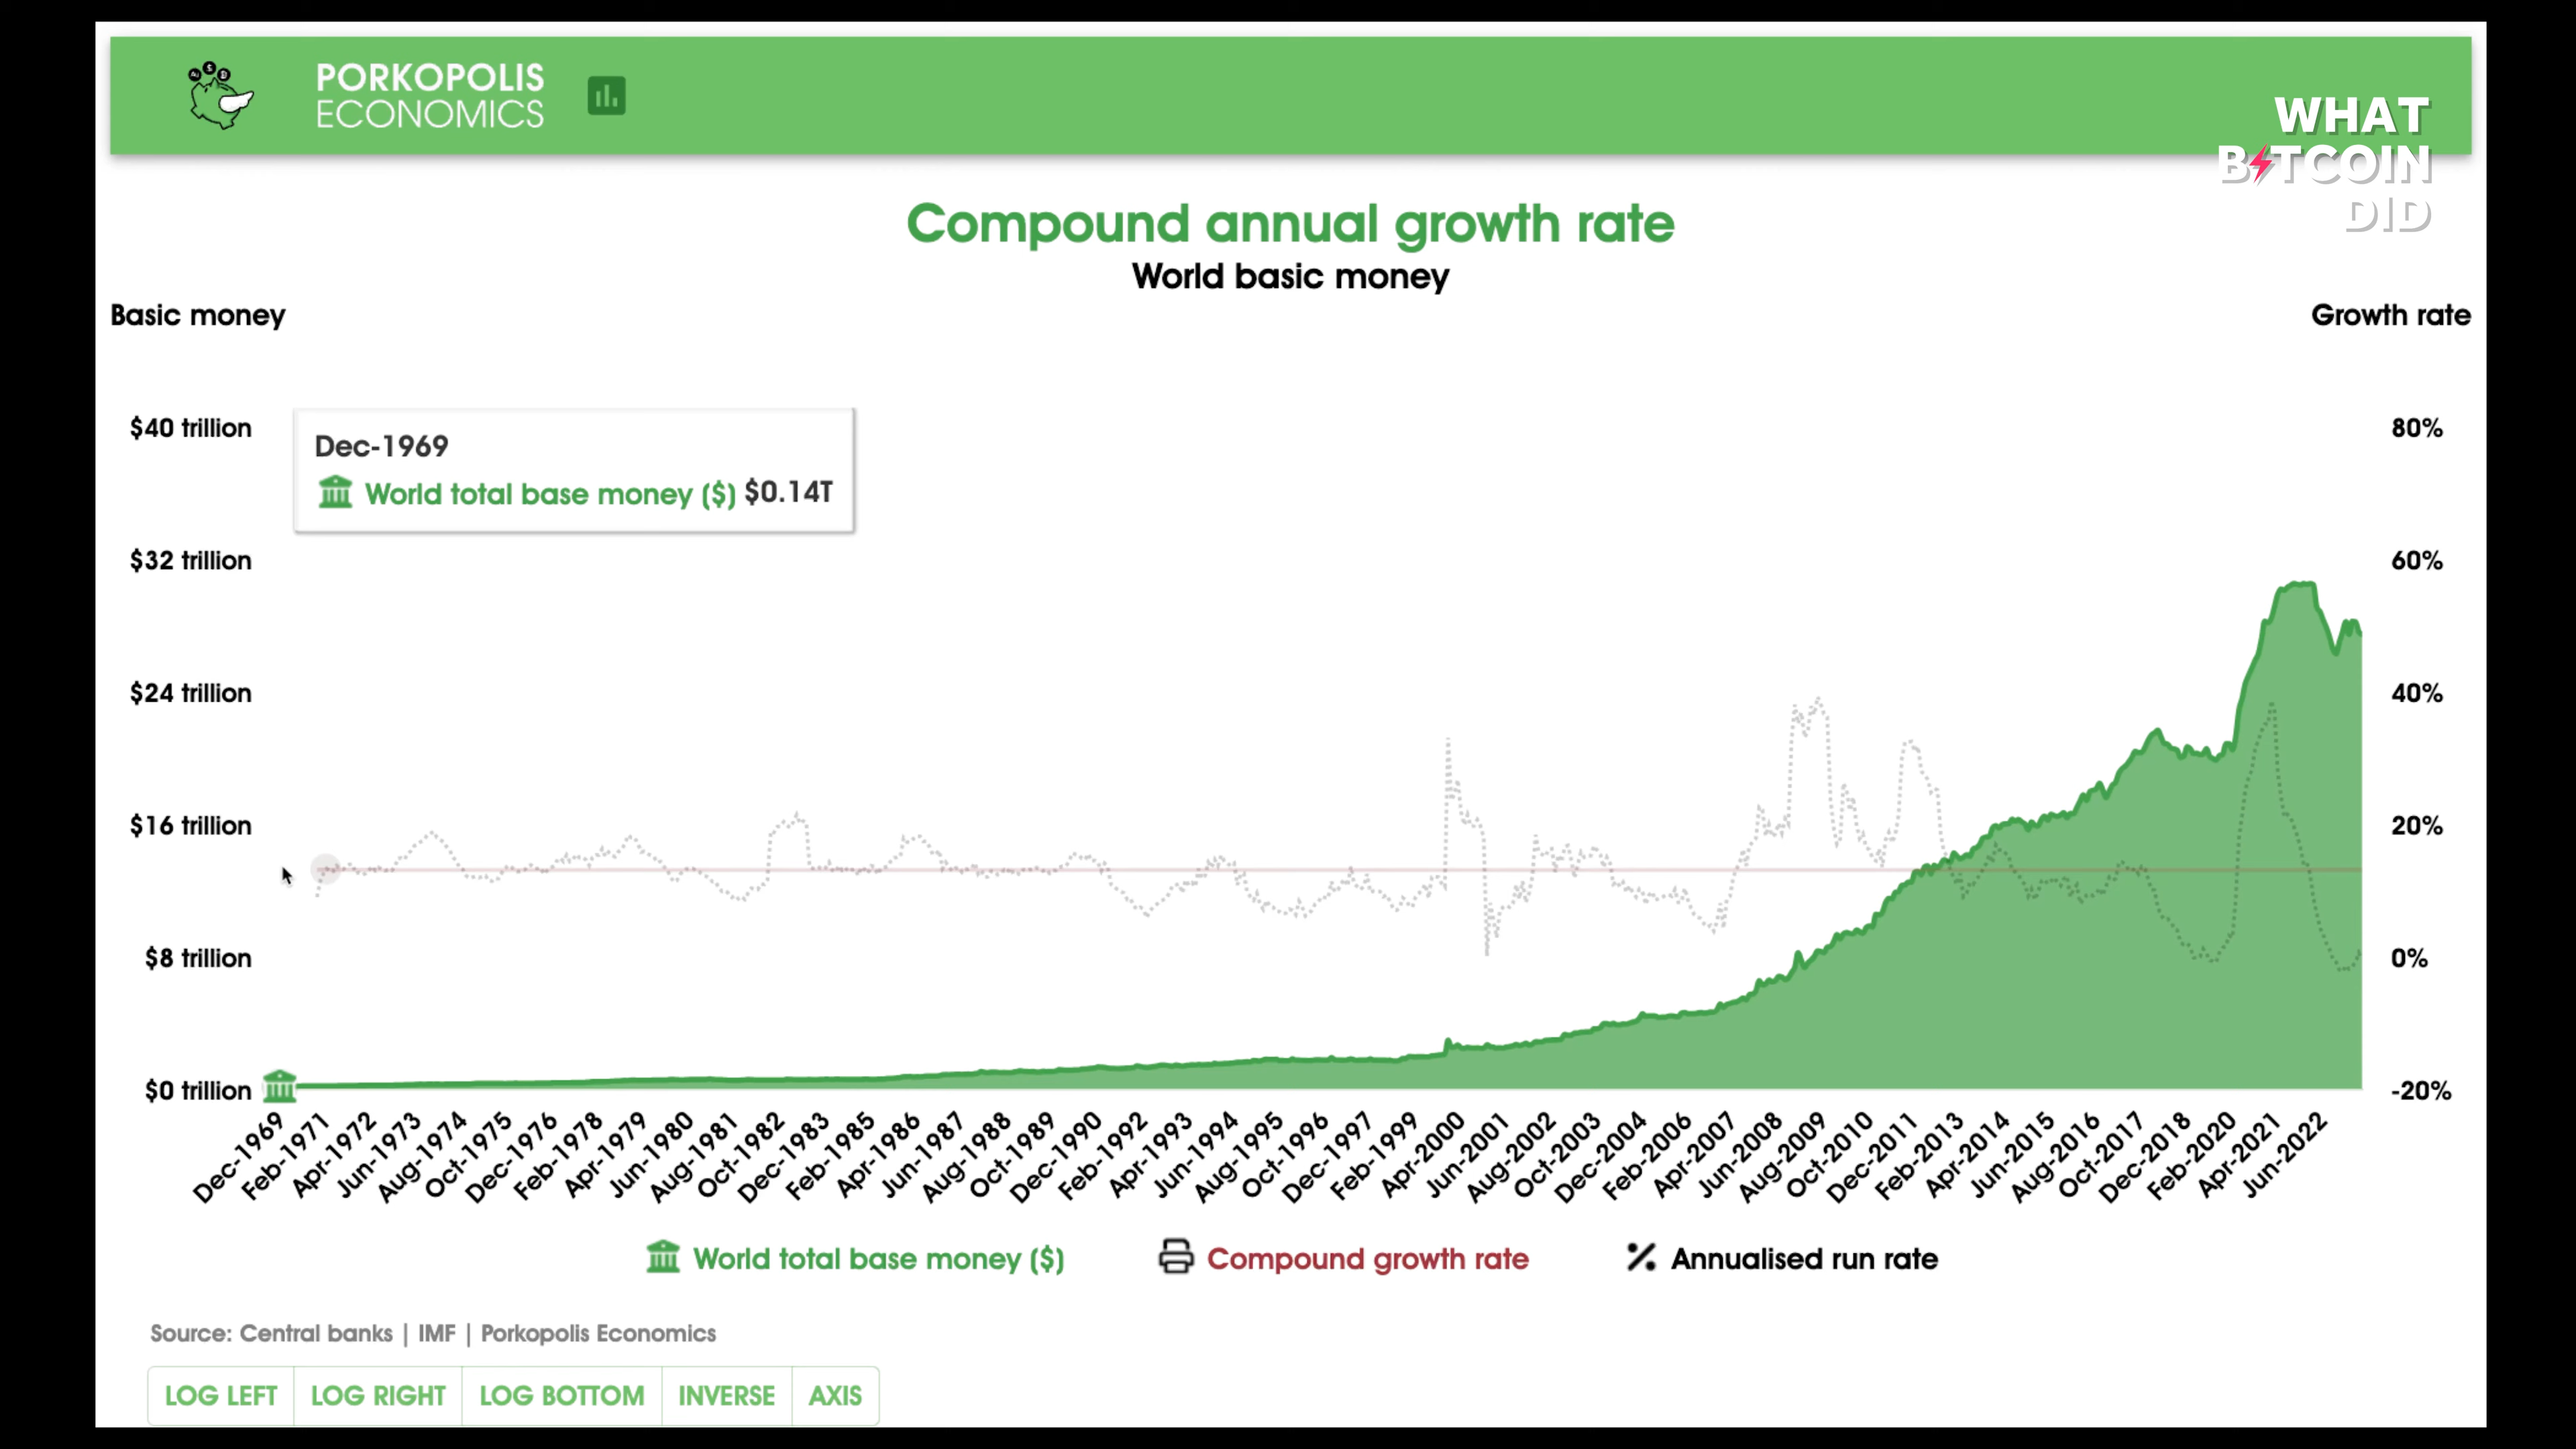 PORKOPOLIS
ECONOMICS
WHAT
BTCOIN
DID
Compound annual growth rate
World basic money
Basic money
Growth rate
$40 trillion
80%
Dec-1969
World total base money ($) $0.14T
$32 trillion
60%
$24 trillion
40%
$16 trillion
20%
$8 trillion
0%
$0 trillion
-20%
Dec-1969
Feb-1971
Apr-1972
Jun-1973
Aug-1974
Oct-1975
Dec-1976
Feb-1978
Apr-1979
Jun-1980
Aug-1981
Oct-1982
Dec-1983
Feb-1985
Apr-1986
Jun-1987
Aug-1988
Oct-1989
Dec-1990
Feb-1992
Apr-1993
Jun-1994
Aug-1995
Oct-1996
Dec-1997
Feb-1999
Apr-2000
Jun-2001
Aug-2002
Oct-2003
Dec-2004
Feb-2006
Apr-2007
Jun-2008
Aug-2009
Oct-2010
Dec-2011
Feb-2013
Apr-2014
Jun-2015
Aug-2016
Oct-2017
Dec-2018
Feb-2020
Apr-2021
Jun-2022
World total base money ($)
Compound growth rate
Annualised run rate
Source: Central banks | IMF | Porkopolis Economics
LOG LEFT
LOG RIGHT
LOG BOTTOM
INVERSE
AXIS